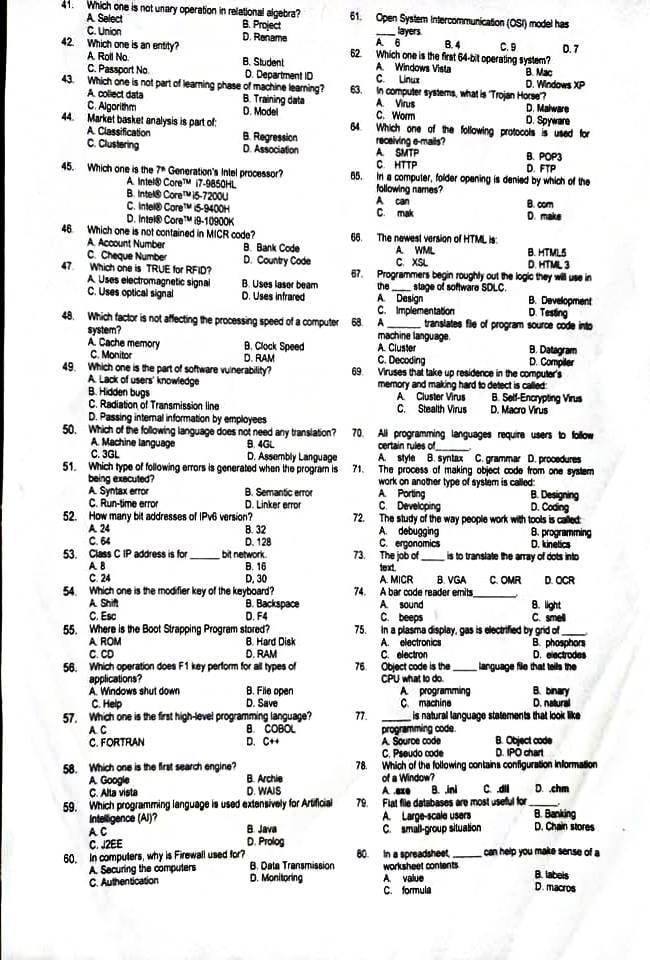 41. Which one is not unary operation in relational algebra?
A. Select B. Project
C. Union D. Rename
42. Which one is an entity?
A. Roll No. B. Student
C. Passport No. D. Department ID
43. Which one is not part of learning phase of machine learning?
A. collect data B. Training data
C. Algorithm D. Model
44. Market basket analysis is part of:
A. Classification B. Regression
C. Clustering D. Association
45. Which one is the 7th Generation's Intel processor?
A. Intel® Core™ i7-9850HL
B. Intel® Core™ i5-7200U
C. Intel® Core™ i5-9400H
D. Intel® Core™ i9-10900K
46. Which one is not contained in MICR code?
A. Account Number B. Bank Code
C. Cheque Number D. Country Code
47. Which one is TRUE for RFID?
A. Uses electromagnetic signal B. Uses lasor beam
C. Uses optical signal D. Uses infrared
48. Which factor is not affecting the processing speed of a computer
system?
A. Cache memory B. Clock Speed
C. Monitor D. RAM
49. Which one is the part of software vulnerability?
A. Lack of users' knowledge
B. Hidden bugs
C. Radiation of Transmission line
D. Passing internal information by employees
50. Which of the following language does not need any translation?
A. Machine language B. 4GL
C. 3GL D. Assembly Language
51. Which type of following errors is generated when the program is
being executed?
A. Syntax error B. Semantic error
C. Run-time error D. Linker error
52. How many bit addresses of IPv6 version?
A. 24 B. 32
C. 64 D. 128
53. Class C IP address is for ______ bit network.
A. 8 B. 16
C. 24 D. 30
54. Which one is the modifier key of the keyboard?
A. Shift B. Backspace
C. Esc D. F4
55. Where is the Boot Strapping Program stored?
A. ROM B. Hard Disk
C. CD D. RAM
56. Which operation does F1 key perform for all types of
applications?
A. Windows shut down B. File open
C. Help D. Save
57. Which one is the first high-level programming language?
A. C B. COBOL
C. FORTRAN D. C++
58. Which one is the first search engine?
A. Google B. Archie
C. Alta vista D. WAIS
59. Which programming language is used extensively for Artificial
Intelligence (AI)?
A. C B. Java
C. J2EE D. Prolog
60. In computers, why is Firewall used for?
A. Securing the computers B. Data Transmission
C. Authentication D. Monitoring
61. Open System Intercommunication (OSI) model has
____ layers.
A. 6 B. 4 C. 9 D. 7
62. Which one is the first 64-bit operating system?
A. Windows Vista B. Mac
C. Linux D. Windows XP
63. In computer systems, what is 'Trojan Horse'?
A. Virus D. Malware
C. Worm D. Spyware
64. Which one of the following protocols is used for
receiving e-mails?
A. SMTP B. POP3
C. HTTP D. FTP
65. In a computer, folder opening is denied by which of the
following names?
A. can B. com
C. mak D. make
66. The newest version of HTML is:
A. WML B. HTML5
C. XSL D. HTML 3
67. Programmers begin roughly out the logic they will use in
the ____ stage of software SDLC.
A. Design B. Development
C. Implementation D. Testing
68. A ______ translates file of program source code into
machine language.
A. Cluster B. Datagram
C. Decoding D. Compiler
69. Viruses that take up residence in the computer's
memory and making hard to detect is called:
A. Cluster Virus B. Self-Encrypting Virus
C. Stealth Virus D. Macro Virus
70. All programming languages require users to follow
certain rules of______.
A. style B. syntax C. grammar D. procedures
71. The process of making object code from one system
work on another type of system is called:
A. Porting B. Designing
C. Developing D. Coding
72. The study of the way people work with tools is called:
A. debugging B. programming
C. ergonomics D. kinetics
73. The job of ____ is to translate the array of dots into
text.
A. MICR B. VGA C. OMR D. OCR
74. A bar code reader emits________.
A. sound B. light
C. beeps C. smell
75. In a plasma display, gas is electrified by grid of ____.
A. electronics B. phosphors
C. electron D. electrodes
76. Object code is the ____ language file that tells the
CPU what to do.
A. programming B. binary
C. machine D. natural
77. _____ is natural language statements that look like
programming code.
A. Source code B. Object code
C. Pseudo code D. IPO chart
78. Which of the following contains configuration information
of a Window?
A. .exe B. .ini C. .dll D. .chm
79. Flat file databases are most useful for _____.
A. Large-scale users B. Banking
C. small-group situation D. Chain stores
80. In a spreadsheet, _____ can help you make sense of a
worksheet contents.
A. value B. labels
C. formula D. macros